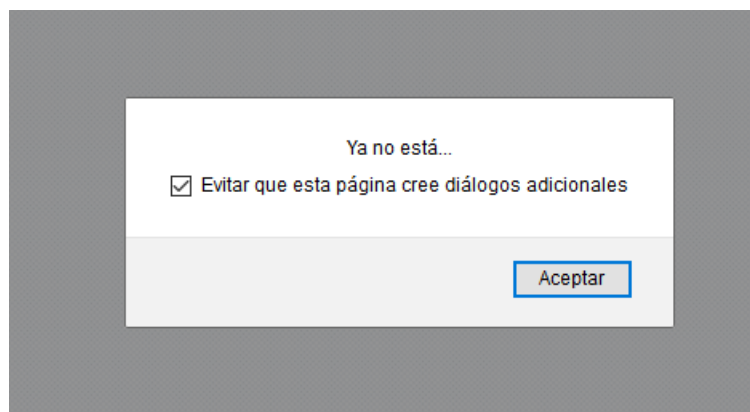 Ya no está...
Evitar que esta página cree diálogos adicionales
Aceptar